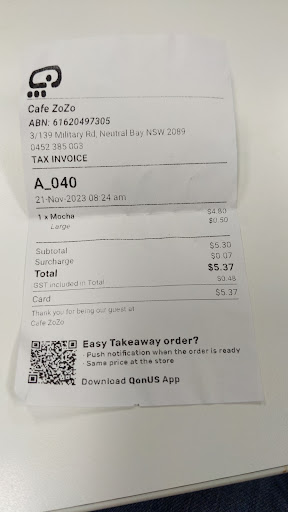 Cafe ZoZo
ABN: 61620497305
3/139 Military Rd, Neutral Bay NSW 2089
0452 385 003
TAX INVOICE
A_040
21-Nov-2023 08:24 am
1 x Mocha $4.80
Large $0.50
Subtotal $5.30
Surcharge $0.07
Total $5.37
GST included in Total $0.48
Card $5.37
Thank you for being our guest at
Cafe ZoZo
Easy Takeaway order?
Push notification when the order is ready
Same price at the store
Download QonUS App